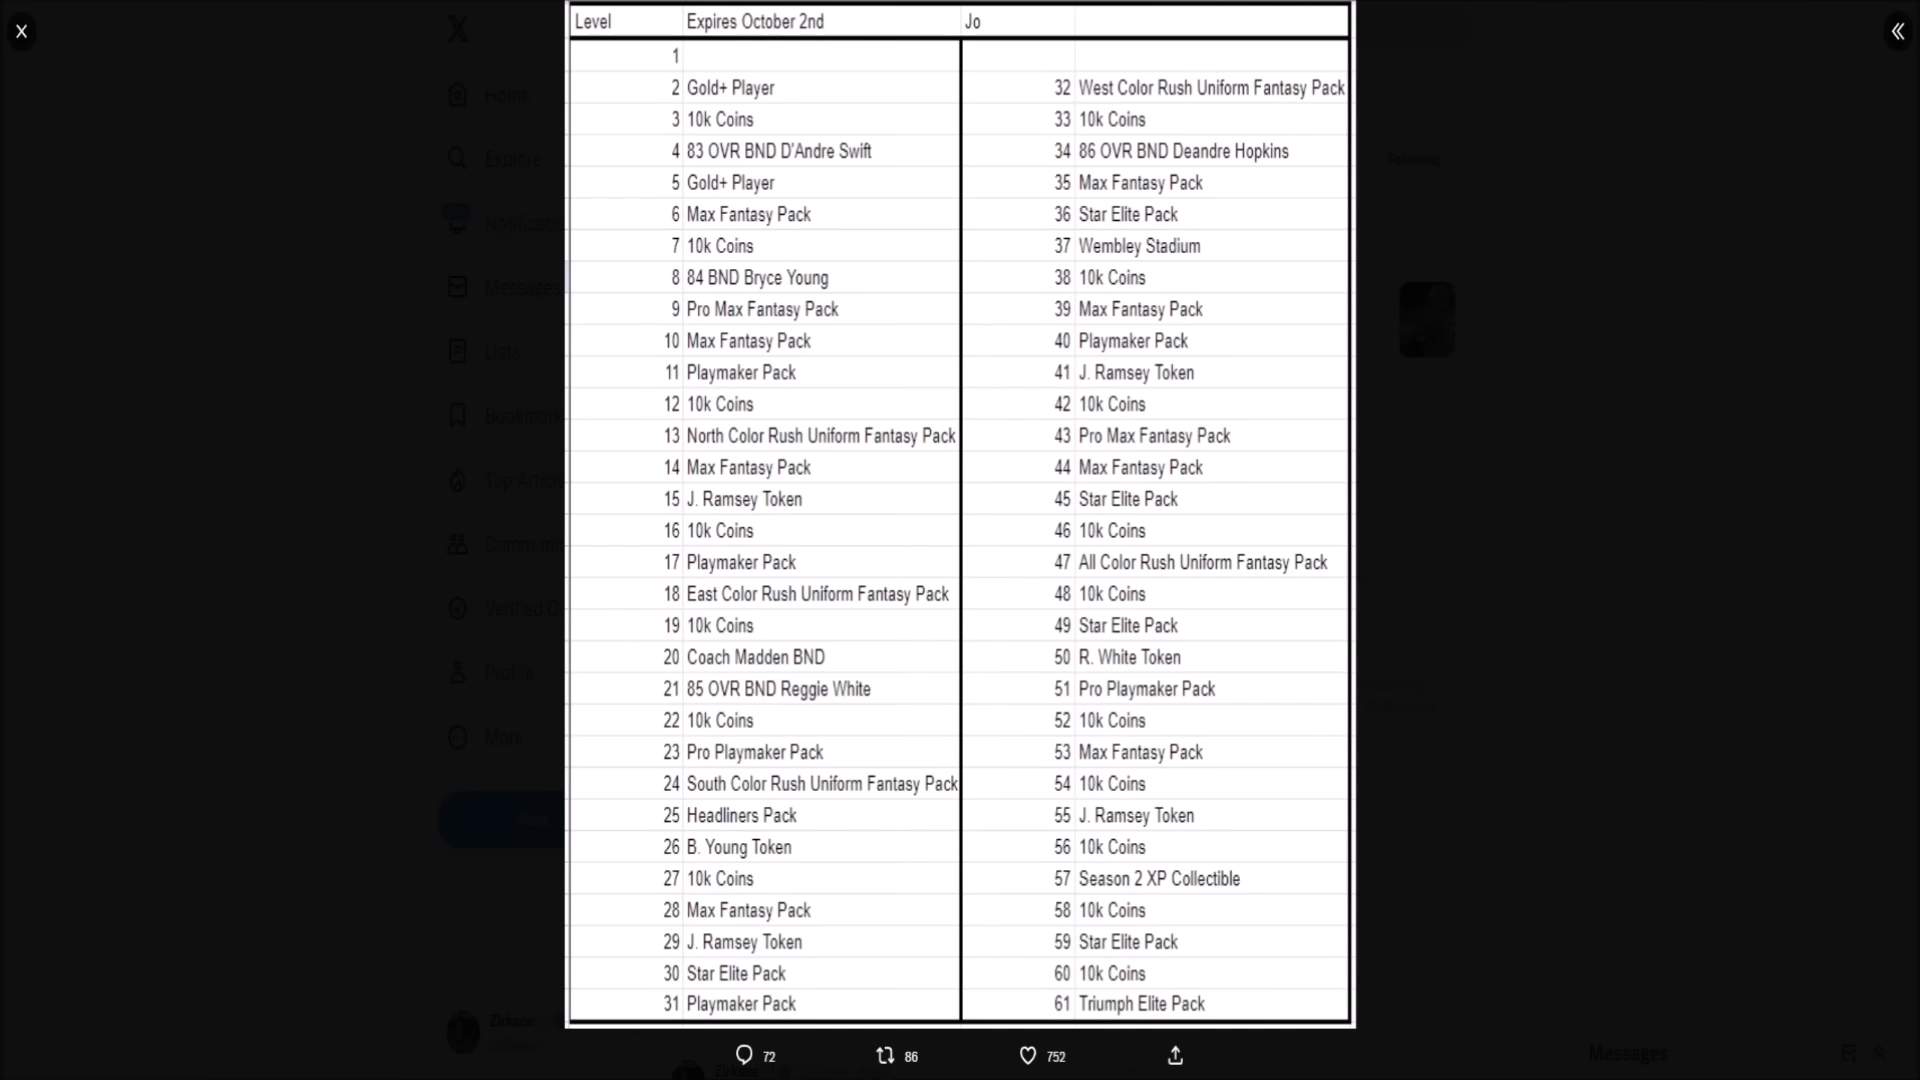 X
Level Expires October 2nd Jo
1
2 Gold+ Player
3 10k Coins
4 83 OVR BND D'Andre Swift
5 Gold+ Player
6 Max Fantasy Pack
7 10k Coins
8 84 BND Bryce Young
9 Pro Max Fantasy Pack
10 Max Fantasy Pack
11 Playmaker Pack
12 10k Coins
13 North Color Rush Uniform Fantasy Pack
14 Max Fantasy Pack
15 J. Ramsey Token
16 10k Coins
17 Playmaker Pack
18 East Color Rush Uniform Fantasy Pack
19 10k Coins
20 Coach Madden BND
21 85 OVR BND Reggie White
22 10k Coins
23 Pro Playmaker Pack
24 South Color Rush Uniform Fantasy Pack
25 Headliners Pack
26 B. Young Token
27 10k Coins
28 Max Fantasy Pack
29 J. Ramsey Token
30 Star Elite Pack
31 Playmaker Pack
32 West Color Rush Uniform Fantasy Pack
33 10k Coins
34 86 OVR BND Deandre Hopkins
35 Max Fantasy Pack
36 Star Elite Pack
37 Wembley Stadium
38 10k Coins
39 Max Fantasy Pack
40 Playmaker Pack
41 J. Ramsey Token
42 10k Coins
43 Pro Max Fantasy Pack
44 Max Fantasy Pack
45 Star Elite Pack
46 10k Coins
47 All Color Rush Uniform Fantasy Pack
48 10k Coins
49 Star Elite Pack
50 R. White Token
51 Pro Playmaker Pack
52 10k Coins
53 Max Fantasy Pack
54 10k Coins
55 J. Ramsey Token
56 10k Coins
57 Season 2 XP Collectible
58 10k Coins
59 Star Elite Pack
60 10k Coins
61 Triumph Elite Pack
72 86 752
Home
Explore
Messages
Lists
Profile
More
Messages